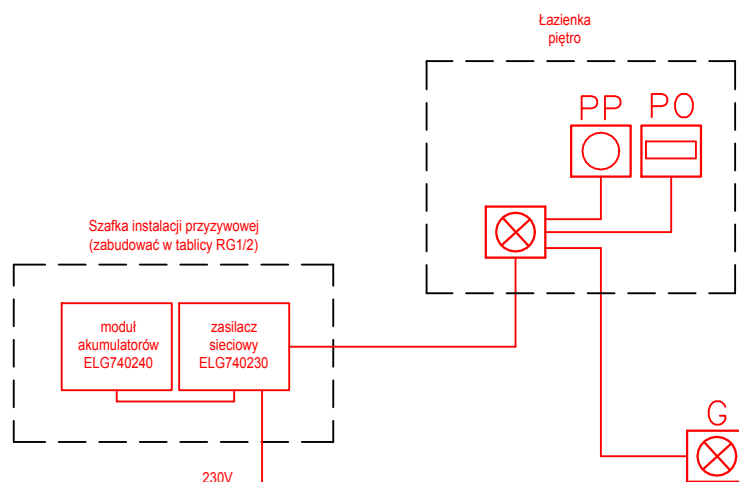 Łazienka
piętro
PP PO
Szafka instalacji przyzywowej
(zabudować w tablicy RG1/2)
moduł
akumulatorów
ELG740240
zasilacz
sieciowy
ELG740230
G
230V